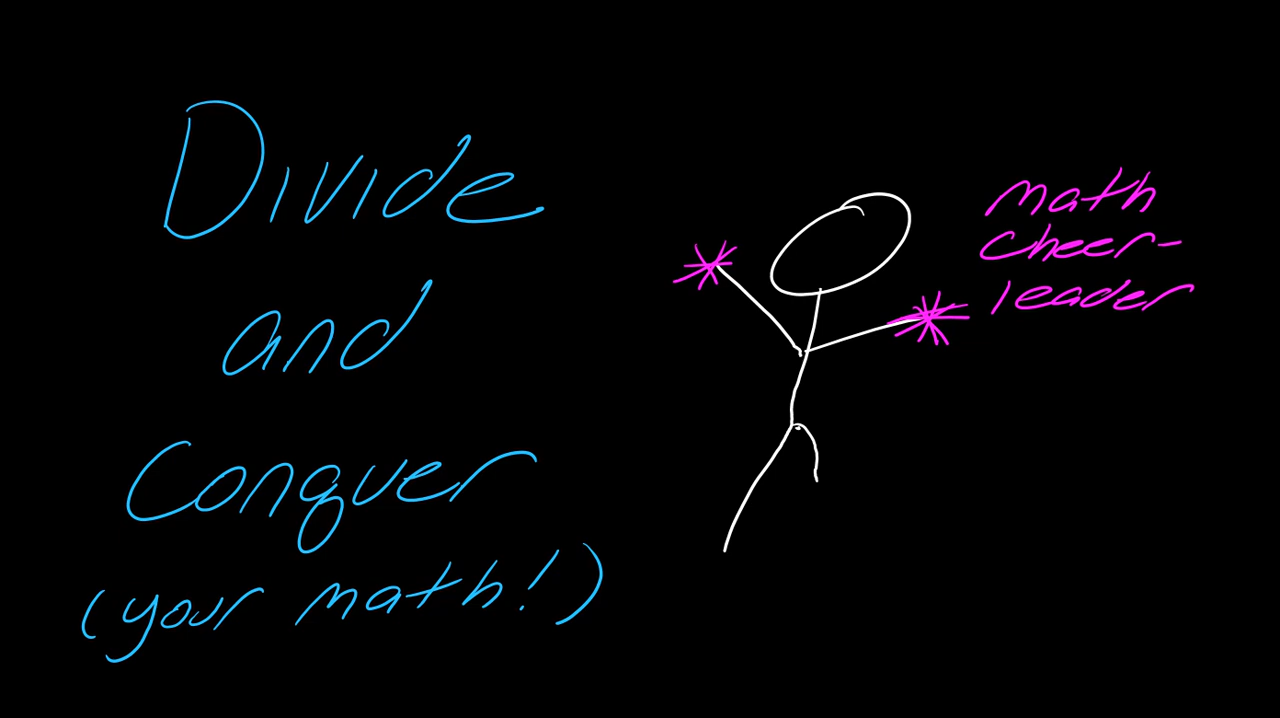 Divide
and
Conquer
(your math!)
math
cheer-
leader